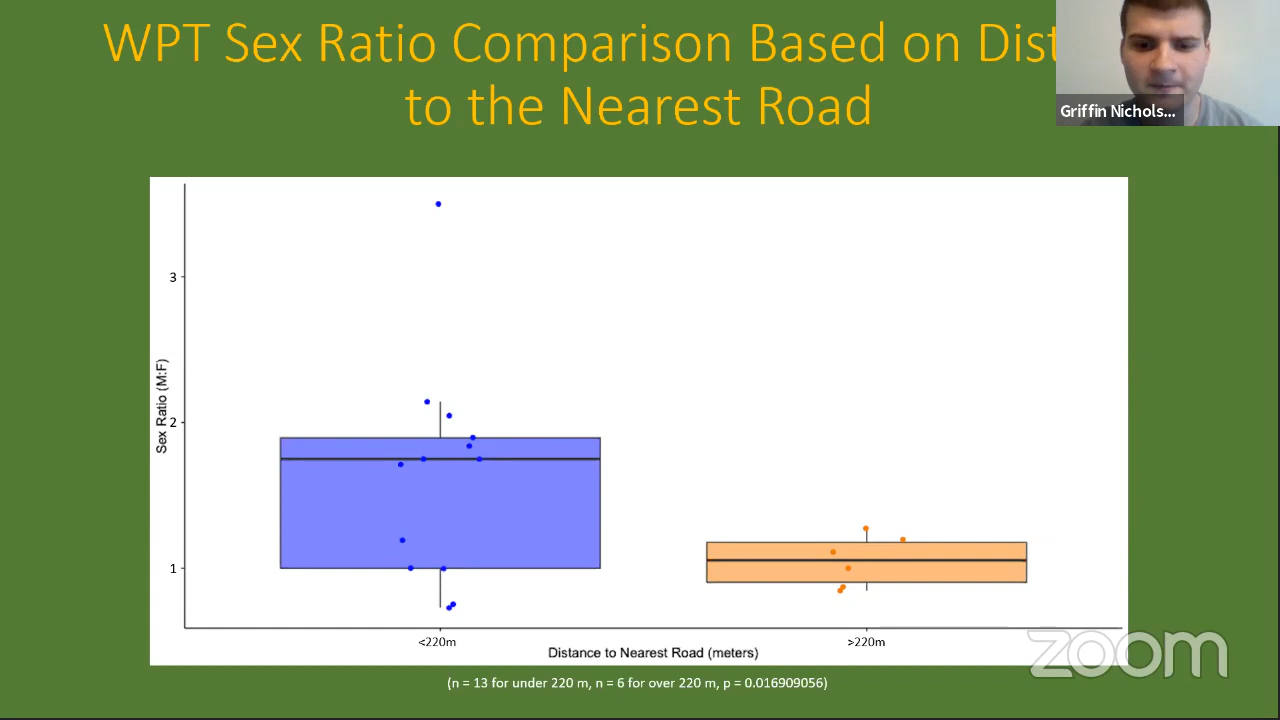 WPT Sex Ratio Comparison Based on Dist
to the Nearest Road
Griffin Nichols...
3
2
1
Sex Ratio (M:F)
<220m
>220m
Distance to Nearest Road (meters)
zoom
(n = 13 for under 220 m, n = 6 for over 220 m, p = 0.016909056)